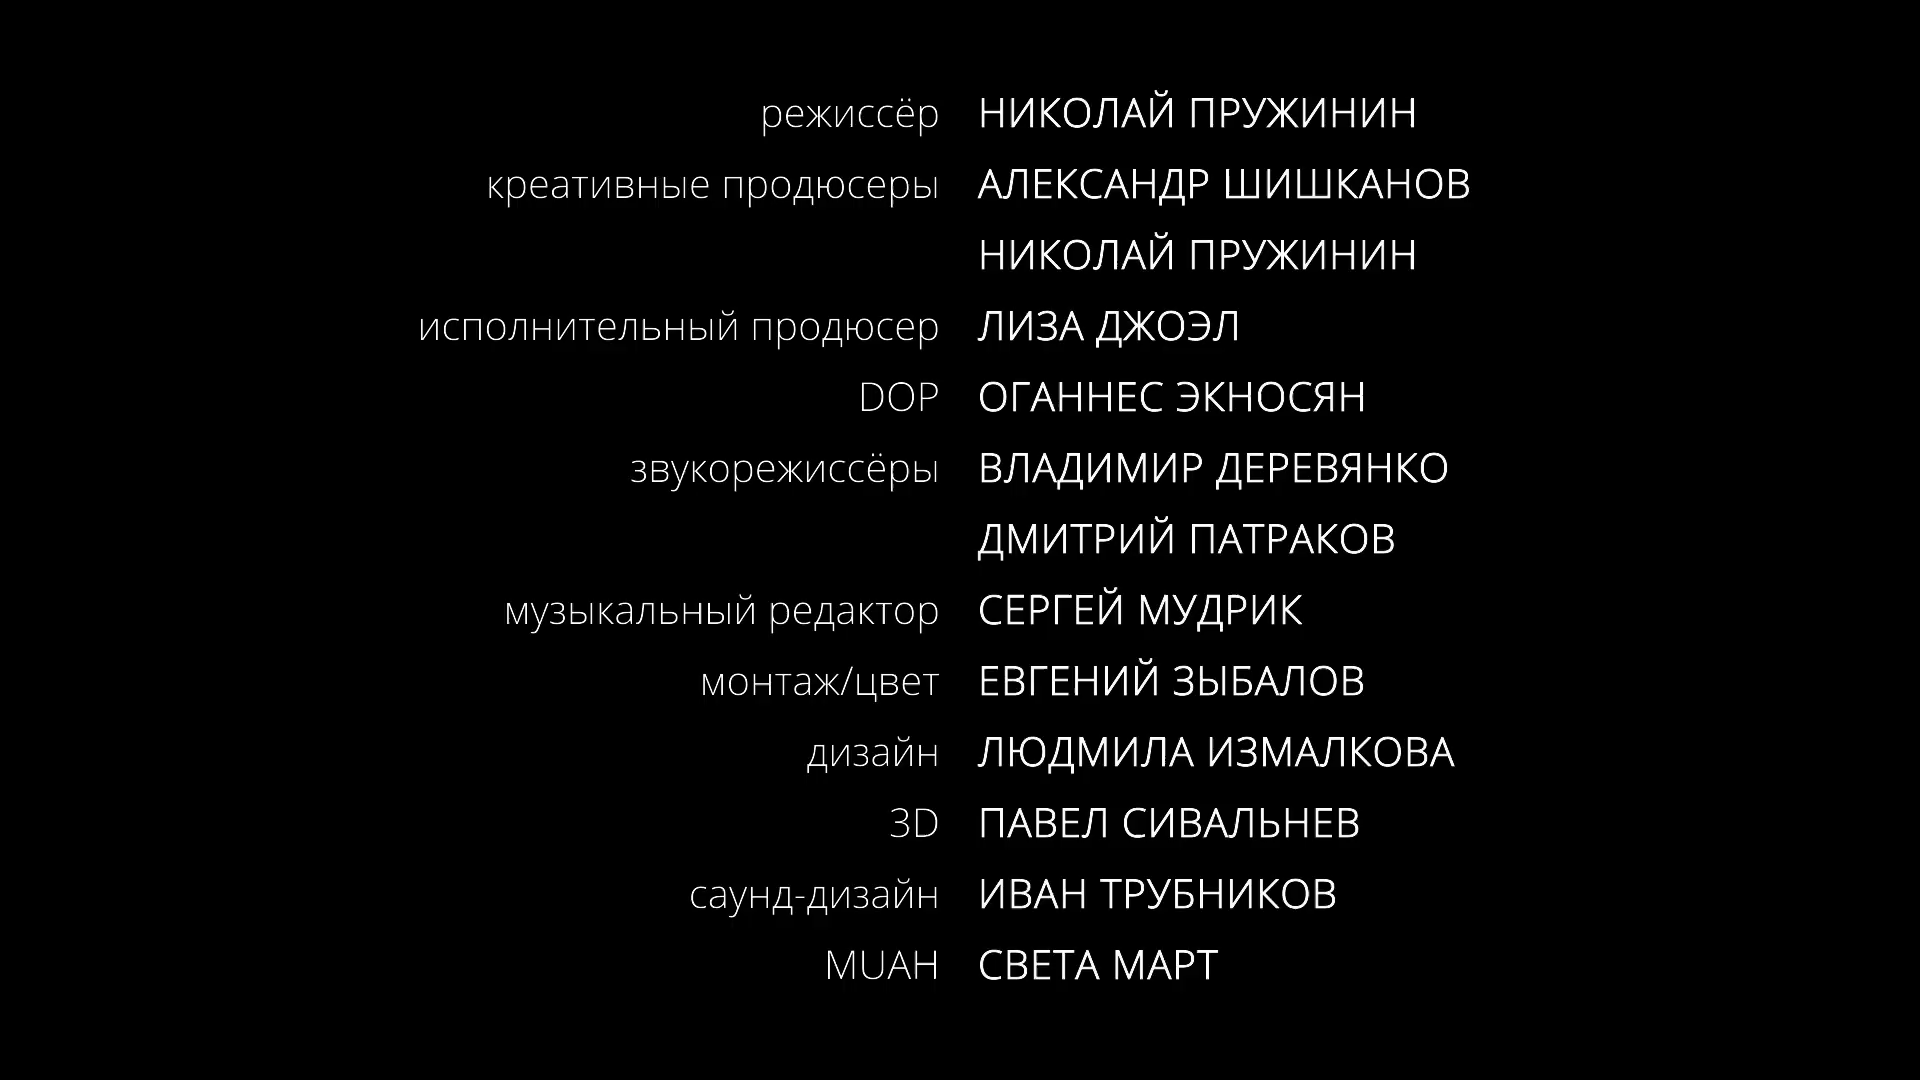 режиссёр НИКОЛАЙ ПРУЖИНИН
креативные продюсеры АЛЕКСАНДР ШИШКАНОВ
НИКОЛАЙ ПРУЖИНИН
исполнительный продюсер ЛИЗА ДЖОЭЛ
DOP ОГАННЕС ЭКНОСЯН
звукорежиссёры ВЛАДИМИР ДЕРЕВЯНКО
ДМИТРИЙ ПАТРАКОВ
музыкальный редактор СЕРГЕЙ МУДРИК
монтаж/цвет ЕВГЕНИЙ ЗЫБАЛОВ
дизайн ЛЮДМИЛА ИЗМАЛКОВА
3D ПАВЕЛ СИВАЛЬНЕВ
саунд-дизайн ИВАН ТРУБНИКОВ
MUAH СВЕТА МАРТ